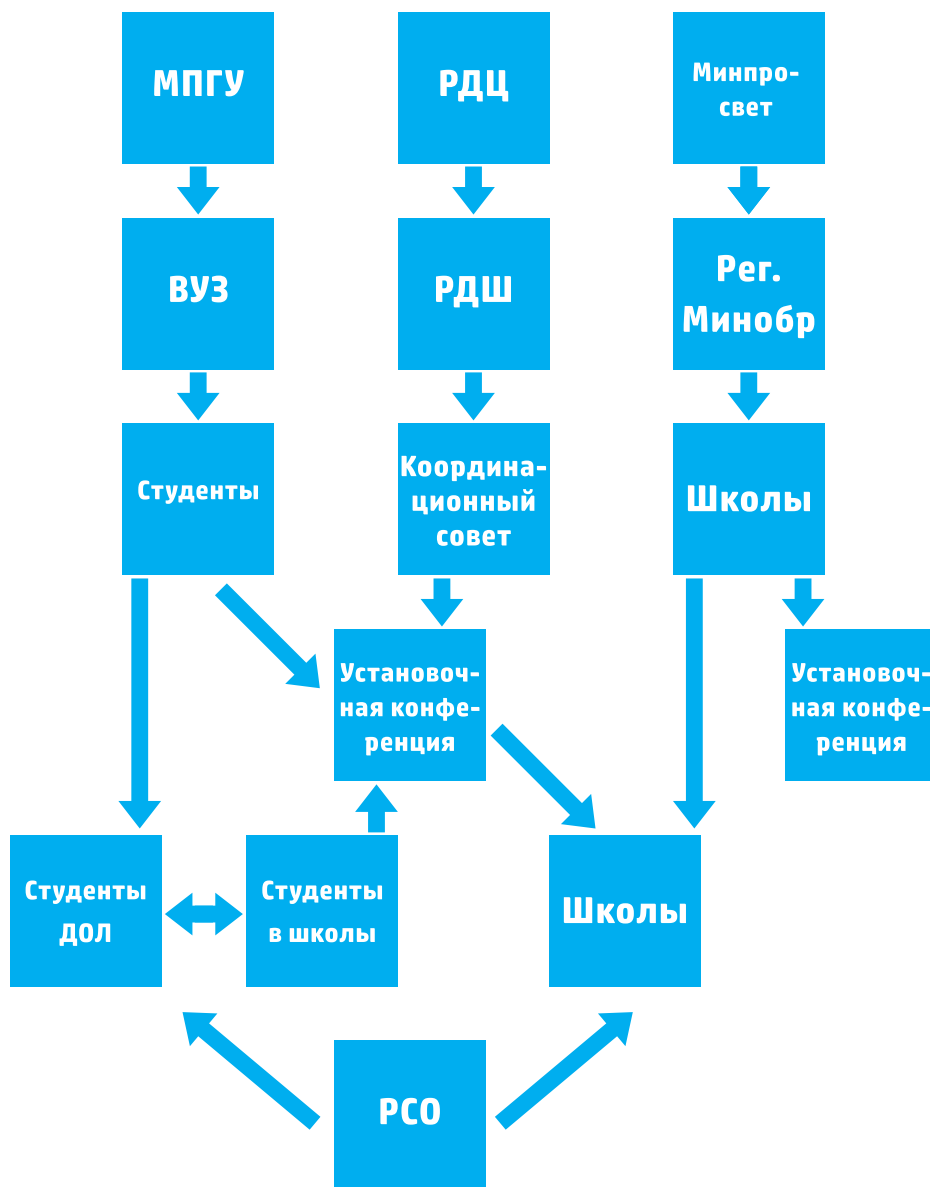 МПГУ
РДЦ
Минпро-
свет
ВУЗ
РДШ
Рег.
Минобр
Студенты
Координа-
ционный
совет
Школы
Установоч-
ная конфе-
ренция
Установоч-
ная конфе-
ренция
Студенты
ДОЛ
Студенты
в школы
Школы
РСО